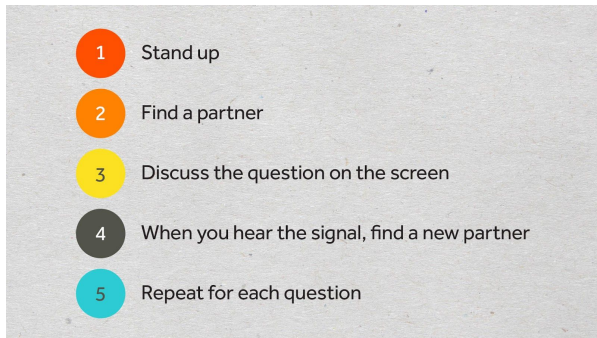 1 Stand up
2 Find a partner
3 Discuss the question on the screen
4 When you hear the signal, find a new partner
5 Repeat for each question